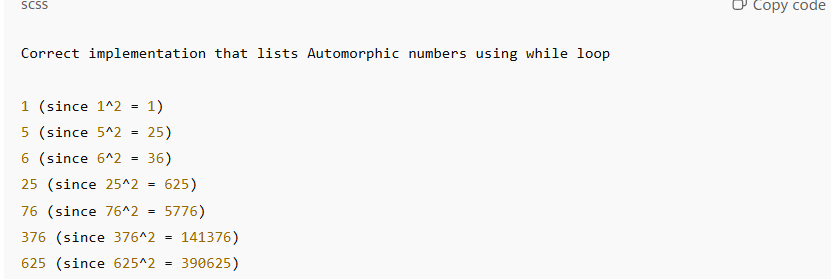 scss Copy code
Correct implementation that lists Automorphic numbers using while loop
1 (since 1^2 = 1)
5 (since 5^2 = 25)
6 (since 6^2 = 36)
25 (since 25^2 = 625)
76 (since 76^2 = 5776)
376 (since 376^2 = 141376)
625 (since 625^2 = 390625)